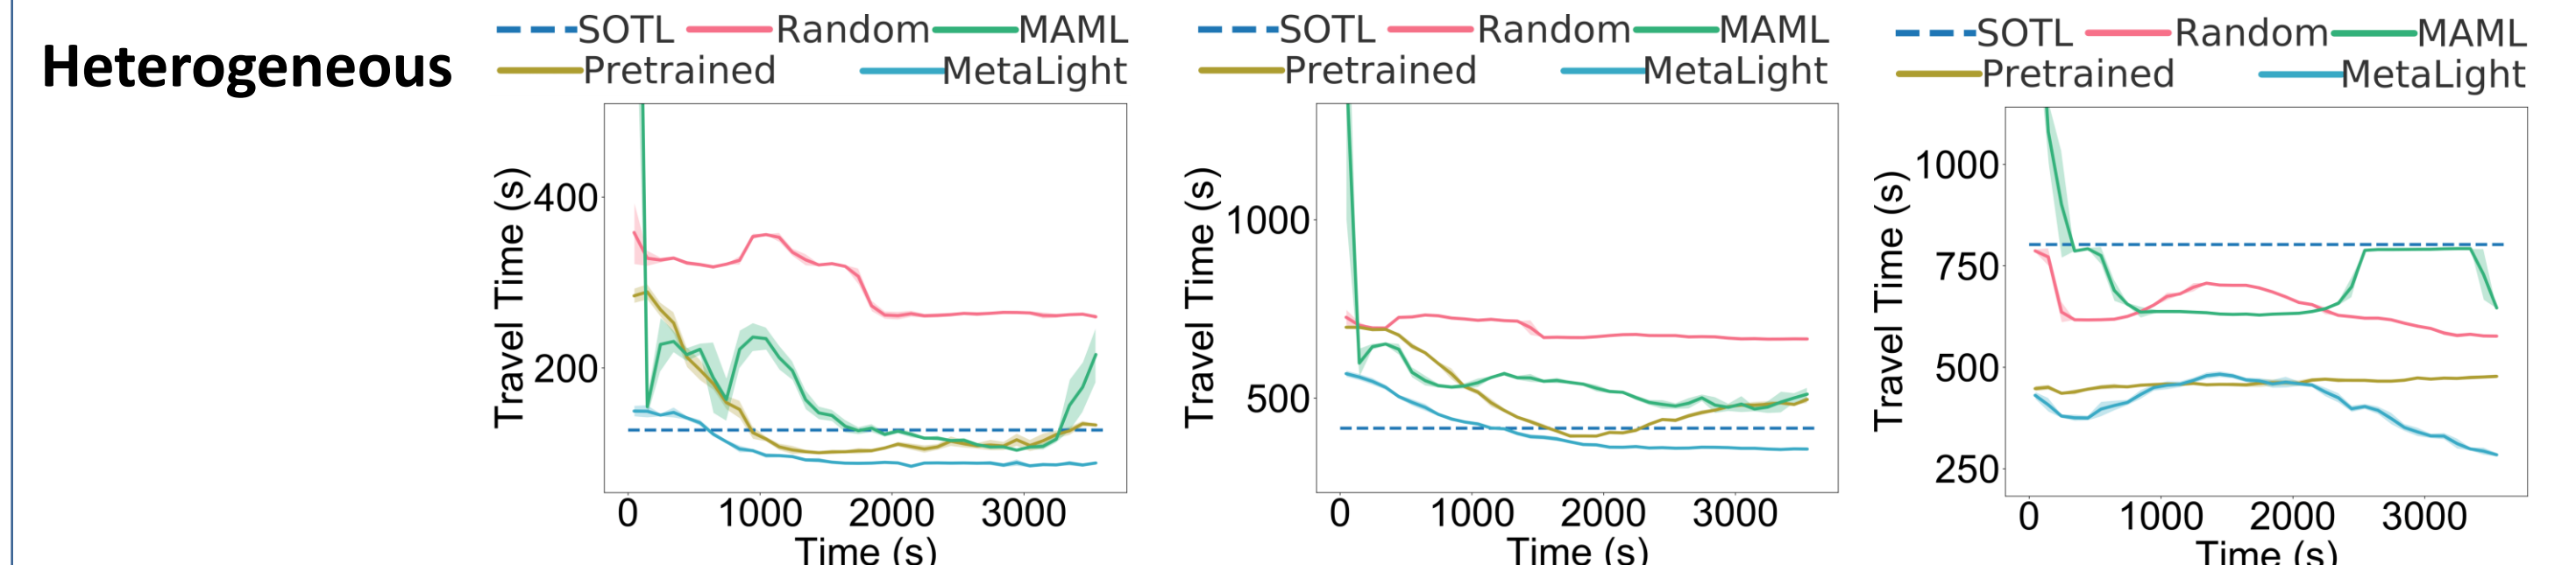 Heterogeneous
SOTL Random MAML
Pretrained MetaLight
Travel Time (s)
400
200
0 1000 2000 3000
Time (s)
SOTL Random MAML
Pretrained MetaLight
Travel Time (s)
1000
500
0 1000 2000 3000
Time (s)
SOTL Random MAML
Pretrained MetaLight
Travel Time (s)
1000
750
500
250
0 1000 2000 3000
Time (s)